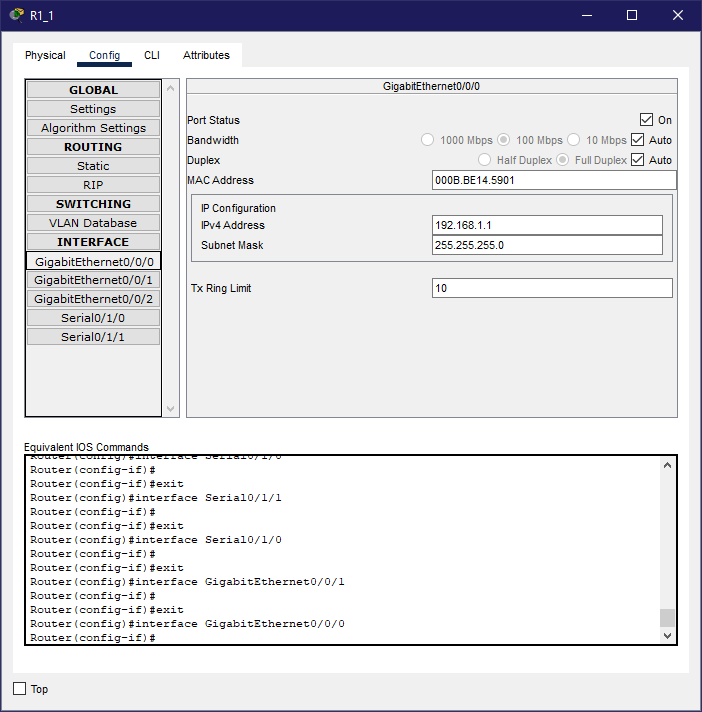 R1_1
Physical Config CLI Attributes
GLOBAL
Settings
Algorithm Settings
ROUTING
Static
RIP
SWITCHING
VLAN Database
INTERFACE
GigabitEthernet0/0/0
GigabitEthernet0/0/1
GigabitEthernet0/0/2
Serial0/1/0
Serial0/1/1
GigabitEthernet0/0/0
Port Status On
Bandwidth 1000 Mbps 100 Mbps 10 Mbps Auto
Duplex Half Duplex Full Duplex Auto
MAC Address 000B.BE14.5901
IP Configuration
IPv4 Address 192.168.1.1
Subnet Mask 255.255.255.0
Tx Ring Limit 10
Equivalent IOS Commands
Router(config)#interface Serial0/1/0
Router(config-if)#
Router(config-if)#exit
Router(config)#interface Serial0/1/1
Router(config-if)#
Router(config-if)#exit
Router(config)#interface Serial0/1/0
Router(config-if)#
Router(config-if)#exit
Router(config)#interface GigabitEthernet0/0/1
Router(config-if)#
Router(config-if)#exit
Router(config)#interface GigabitEthernet0/0/0
Router(config-if)#
Top